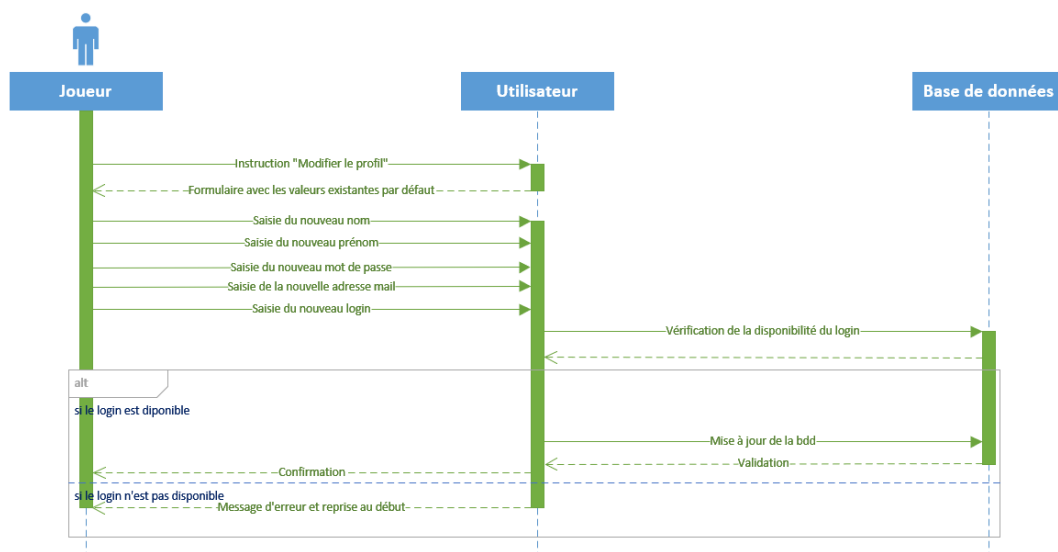 Joueur
Utilisateur
Base de données
Instruction "Modifier le profil"
Formulaire avec les valeurs existantes par défaut
Saisie du nouveau nom
Saisie du nouveau prénom
Saisie du nouveau mot de passe
Saisie de la nouvelle adresse mail
Saisie du nouveau login
Vérification de la disponibilité du login
alt
si le login est diponible
Mise à jour de la bdd
Validation
Confirmation
si le login n'est pas disponible
Message d'erreur et reprise au début